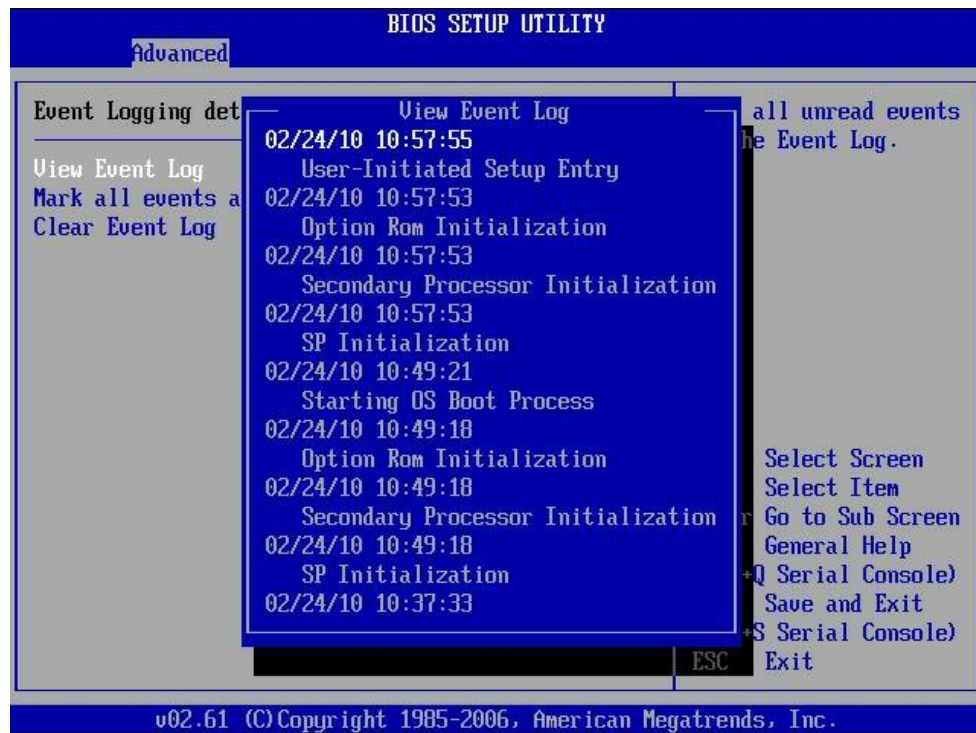 BIOS SETUP UTILITY
Advanced
Event Logging det
View Event Log
Mark all events a
Clear Event Log
View Event Log
02/24/10 10:57:55
User-Initiated Setup Entry
02/24/10 10:57:53
Option Rom Initialization
02/24/10 10:57:53
Secondary Processor Initialization
02/24/10 10:57:53
SP Initialization
02/24/10 10:49:21
Starting OS Boot Process
02/24/10 10:49:18
Option Rom Initialization
02/24/10 10:49:18
Secondary Processor Initialization
02/24/10 10:49:18
SP Initialization
02/24/10 10:37:33
all unread events
he Event Log.
Select Screen
Select Item
r Go to Sub Screen
General Help
+Q Serial Console)
Save and Exit
+S Serial Console)
ESC Exit
v02.61 (C)Copyright 1985-2006, American Megatrends, Inc.